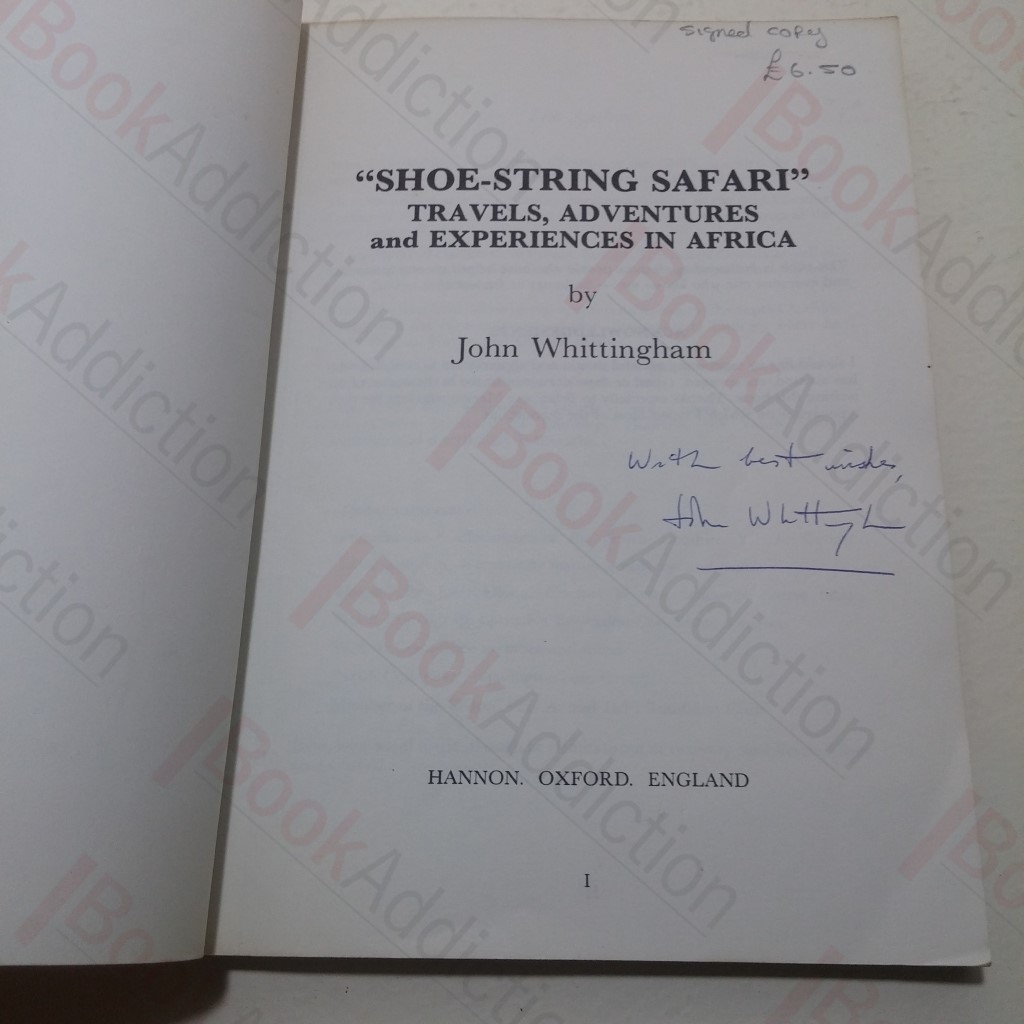 signed copy
£6.50
“SHOE-STRING SAFARI”
TRAVELS, ADVENTURES
and EXPERIENCES IN AFRICA
by
John Whittingham
With best wishes,
John Whittingham
HANNON. OXFORD. ENGLAND
I
BookAddiction